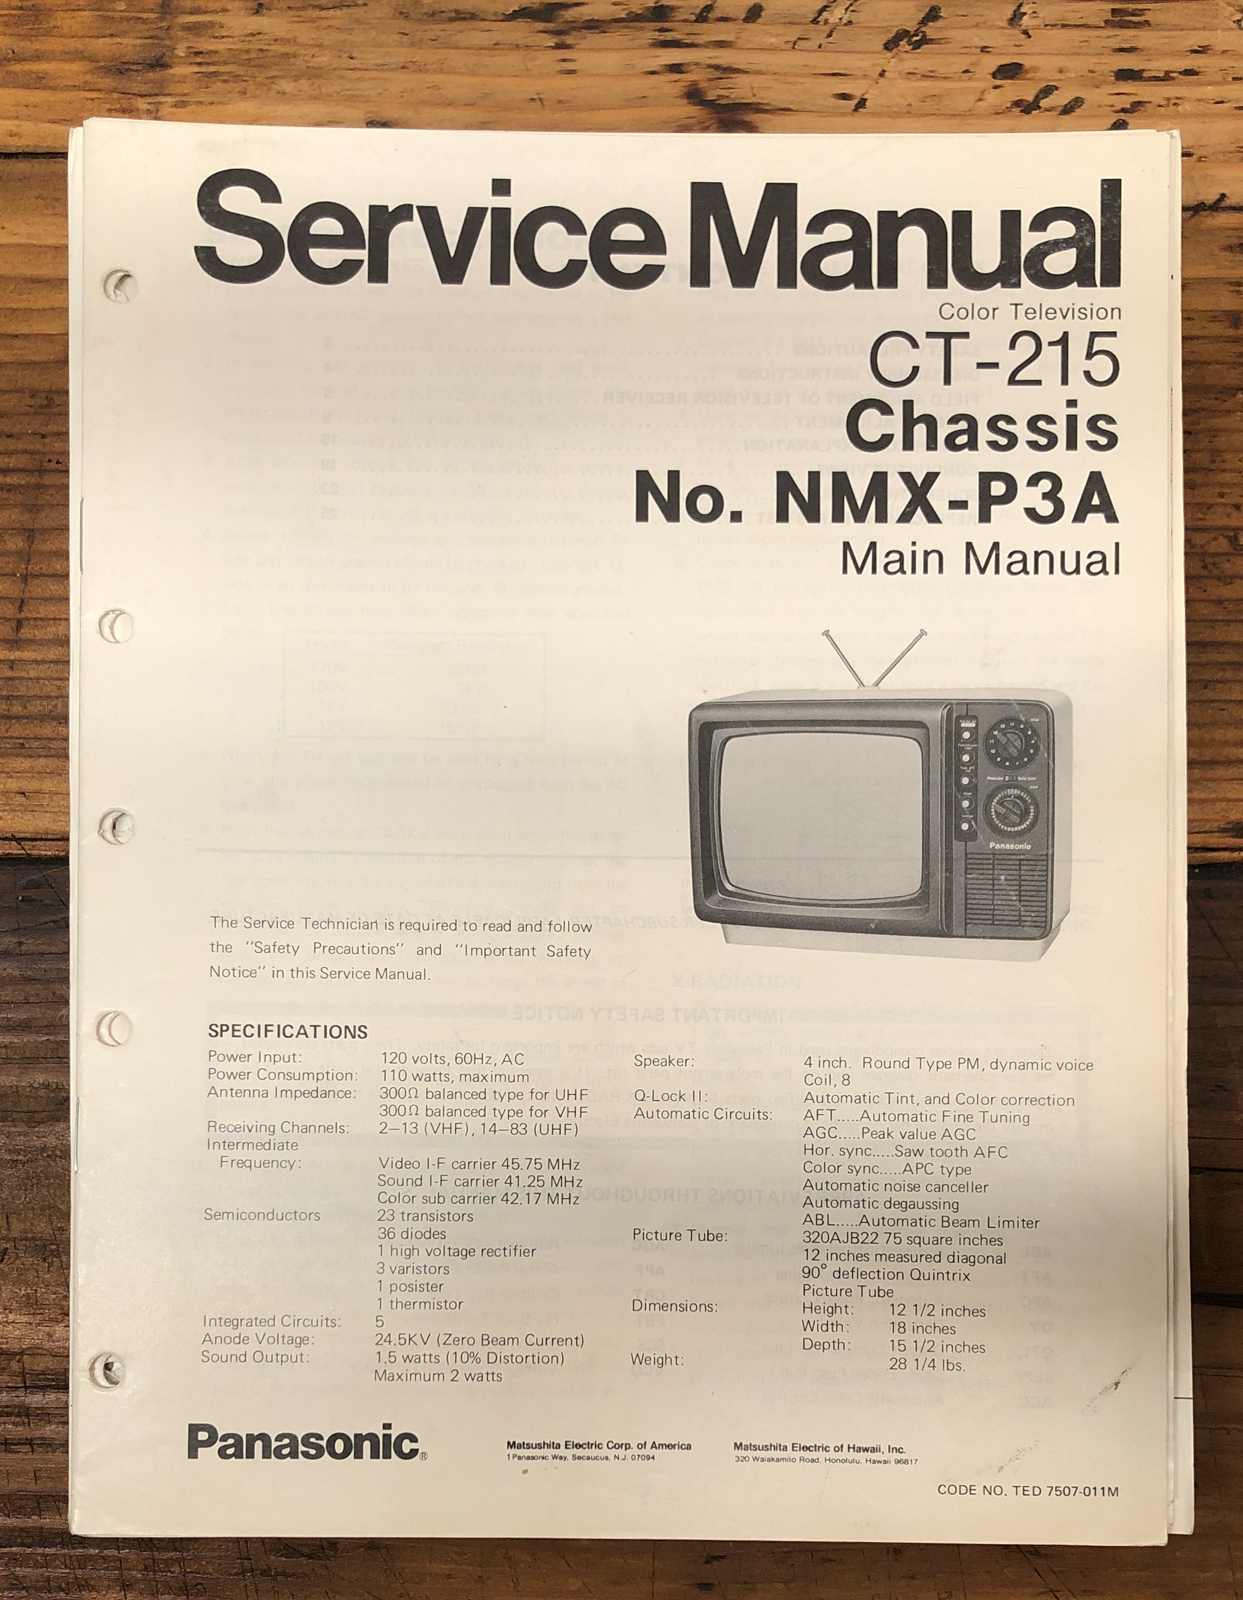 Service Manual
Color Television
CT-215
Chassis
No. NMX-P3A
Main Manual
Panasonic
The Service Technician is required to read and follow
the "Safety Precautions" and "Important Safety
Notice" in this Service Manual.
SPECIFICATIONS
Power Input: 120 volts, 60Hz, AC
Power Consumption: 110 watts, maximum
Antenna Impedance: 300Ω balanced type for UHF
300Ω balanced type for VHF
Receiving Channels: 2–13 (VHF), 14–83 (UHF)
Intermediate
Frequency: Video I-F carrier 45.75 MHz
Sound I-F carrier 41.25 MHz
Color sub carrier 42.17 MHz
Semiconductors 23 transistors
36 diodes
1 high voltage rectifier
3 varistors
1 posister
1 thermistor
Integrated Circuits: 5
Anode Voltage: 24.5KV (Zero Beam Current)
Sound Output: 1.5 watts (10% Distortion)
Maximum 2 watts
Speaker: 4 inch. Round Type PM, dynamic voice
Coil, 8
Q-Lock II: Automatic Tint, and Color correction
Automatic Circuits: AFT.....Automatic Fine Tuning
AGC.....Peak value AGC
Hor. sync.....Saw tooth AFC
Color sync.....APC type
Automatic noise canceller
Automatic degaussing
ABL.....Automatic Beam Limiter
Picture Tube: 320AJB22 75 square inches
12 inches measured diagonal
90° deflection Quintrix
Picture Tube
Dimensions: Height: 12 1/2 inches
Width: 18 inches
Depth: 15 1/2 inches
Weight: 28 1/4 lbs.
Panasonic®
Matsushita Electric Corp. of America
1 Panasonic Way, Secaucus, N.J. 07094
Matsushita Electric of Hawaii, Inc.
320 Waiakamilo Road, Honolulu, Hawaii 96817
CODE NO. TED 7507-011M